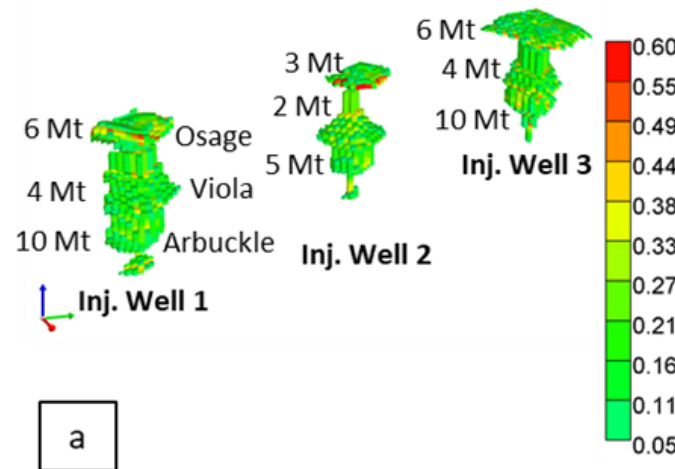 6 Mt
4 Mt
10 Mt
Osage
Viola
Arbuckle
Inj. Well 1
3 Mt
2 Mt
5 Mt
Inj. Well 2
6 Mt
4 Mt
10 Mt
Inj. Well 3
0.60
0.55
0.49
0.44
0.38
0.33
0.27
0.21
0.16
0.11
0.05
a